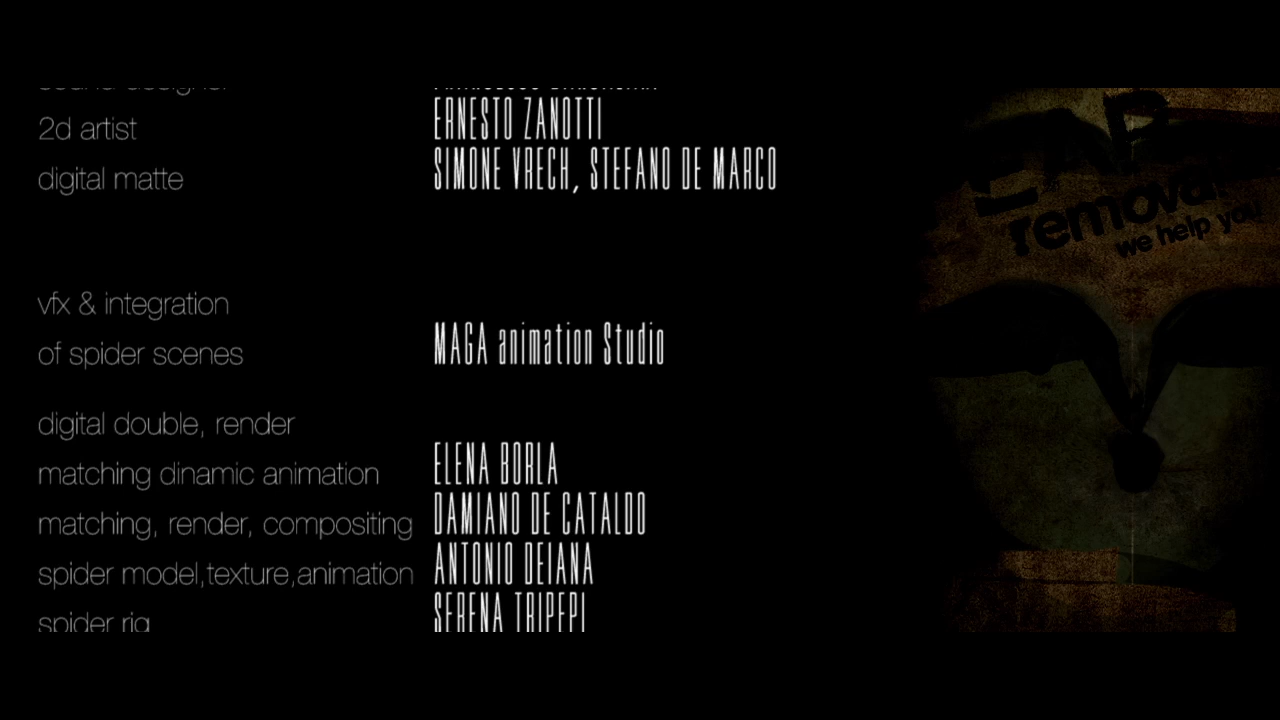 2d artist ERNESTO ZANOTTI
digital matte SIMONE VRECH, STEFANO DE MARCO
vfx & integration
of spider scenes MAGA animation Studio
digital double, render
matching dinamic animation ELENA BORLA
matching, render, compositing DAMIANO DE CATALDO
spider model,texture,animation ANTONIO DEIANA
spider rig SERENA TRIPEPI
removal
we help you